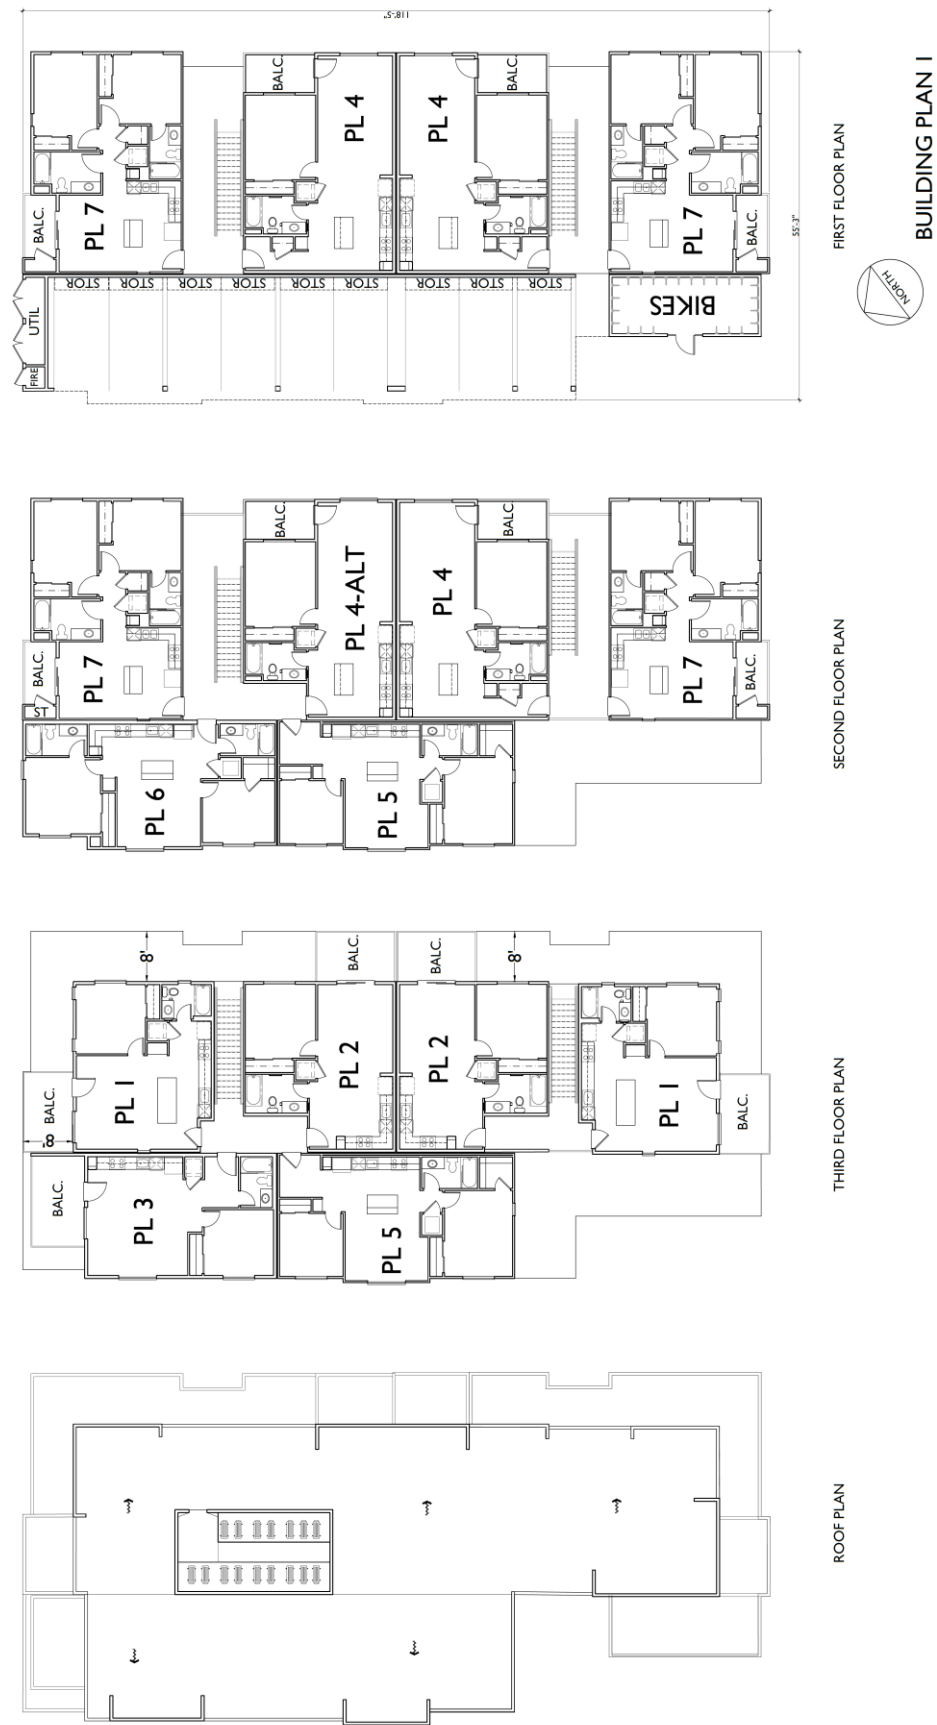 118'-5"
BALC.
BALC.
PL 4
PL 4
BALC.
BALC.
PL 7
PL 7
STOR
STOR
STOR
STOR
STOR
STOR
STOR
STOR
STOR
UTIL
FIRE
BIKES
55'-3"
FIRST FLOOR PLAN
BUILDING PLAN 1
NORTH
BALC.
BALC.
PL 4-ALT
PL 4
BALC.
BALC.
ST
PL 7
PL 7
PL 6
PL 5
SECOND FLOOR PLAN
8'
BALC.
BALC.
8'
PL 2
PL 2
BALC.
8'
PL 1
PL 1
BALC.
BALC.
PL 3
PL 5
THIRD FLOOR PLAN
ROOF PLAN